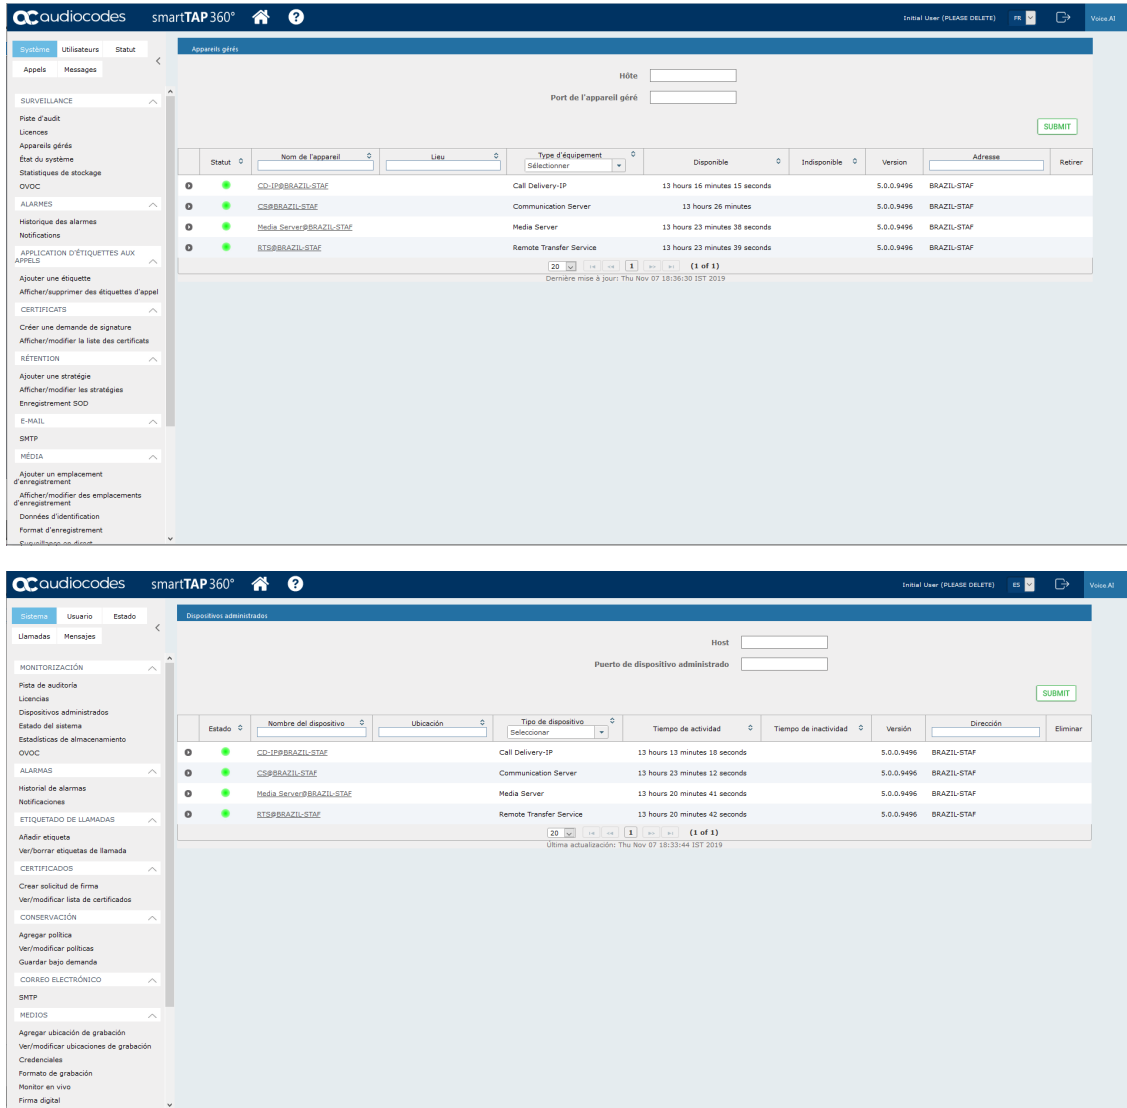 audiocodes smartTAP 360° Initial User (PLEASE DELETE) FR Voice.AI
Système Utilisateurs Statut
Appels Messages
SURVEILLANCE
Piste d'audit
Licences
Appareils gérés
État du système
Statistiques de stockage
OVOC
ALARMES
Historique des alarmes
Notifications
APPLICATION D'ÉTIQUETTES AUX
APPELS
Ajouter une étiquette
Afficher/supprimer des étiquettes d'appel
CERTIFICATS
Créer une demande de signature
Afficher/modifier la liste des certificats
RÉTENTION
Ajouter une stratégie
Afficher/modifier les stratégies
Enregistrement SOD
E-MAIL
SMTP
MÉDIA
Ajouter un emplacement
d'enregistrement
Afficher/modifier des emplacements
d'enregistrement
Données d'identification
Format d'enregistrement
Surveillance en direct
Appareils gérés
Hôte
Port de l'appareil géré
SUBMIT
Statut Nom de l'appareil Lieu Type d'équipement Disponible Indisponible Version Adresse Retirer
Sélectionner
CD-IP@BRAZIL-STAF Call Delivery-IP 13 hours 16 minutes 15 seconds 5.0.0.9496 BRAZIL-STAF
CS@BRAZIL-STAF Communication Server 13 hours 26 minutes 5.0.0.9496 BRAZIL-STAF
Media Server@BRAZIL-STAF Media Server 13 hours 23 minutes 38 seconds 5.0.0.9496 BRAZIL-STAF
RTS@BRAZIL-STAF Remote Transfer Service 13 hours 23 minutes 39 seconds 5.0.0.9496 BRAZIL-STAF
20 1 (1 of 1)
Dernière mise à jour: Thu Nov 07 18:36:30 IST 2019
audiocodes smartTAP 360° Initial User (PLEASE DELETE) ES Voice.AI
Sistema Usuario Estado
Llamadas Mensajes
MONITORIZACIÓN
Pista de auditoría
Licencias
Dispositivos administrados
Estado del sistema
Estadísticas de almacenamiento
OVOC
ALARMAS
Historial de alarmas
Notificaciones
ETIQUETADO DE LLAMADAS
Añadir etiqueta
Ver/borrar etiquetas de llamada
CERTIFICADOS
Crear solicitud de firma
Ver/modificar lista de certificados
CONSERVACIÓN
Agregar política
Ver/modificar políticas
Guardar bajo demanda
CORREO ELECTRÓNICO
SMTP
MEDIOS
Agregar ubicación de grabación
Ver/modificar ubicaciones de grabación
Credenciales
Formato de grabación
Monitor en vivo
Firma digital
Dispositivos administrados
Host
Puerto de dispositivo administrado
SUBMIT
Estado Nombre del dispositivo Ubicación Tipo de dispositivo Tiempo de actividad Tiempo de inactividad Versión Dirección Eliminar
Seleccionar
CD-IP@BRAZIL-STAF Call Delivery-IP 13 hours 13 minutes 18 seconds 5.0.0.9496 BRAZIL-STAF
CS@BRAZIL-STAF Communication Server 13 hours 23 minutes 12 seconds 5.0.0.9496 BRAZIL-STAF
Media Server@BRAZIL-STAF Media Server 13 hours 20 minutes 41 seconds 5.0.0.9496 BRAZIL-STAF
RTS@BRAZIL-STAF Remote Transfer Service 13 hours 20 minutes 42 seconds 5.0.0.9496 BRAZIL-STAF
20 1 (1 of 1)
Última actualización: Thu Nov 07 18:33:44 IST 2019